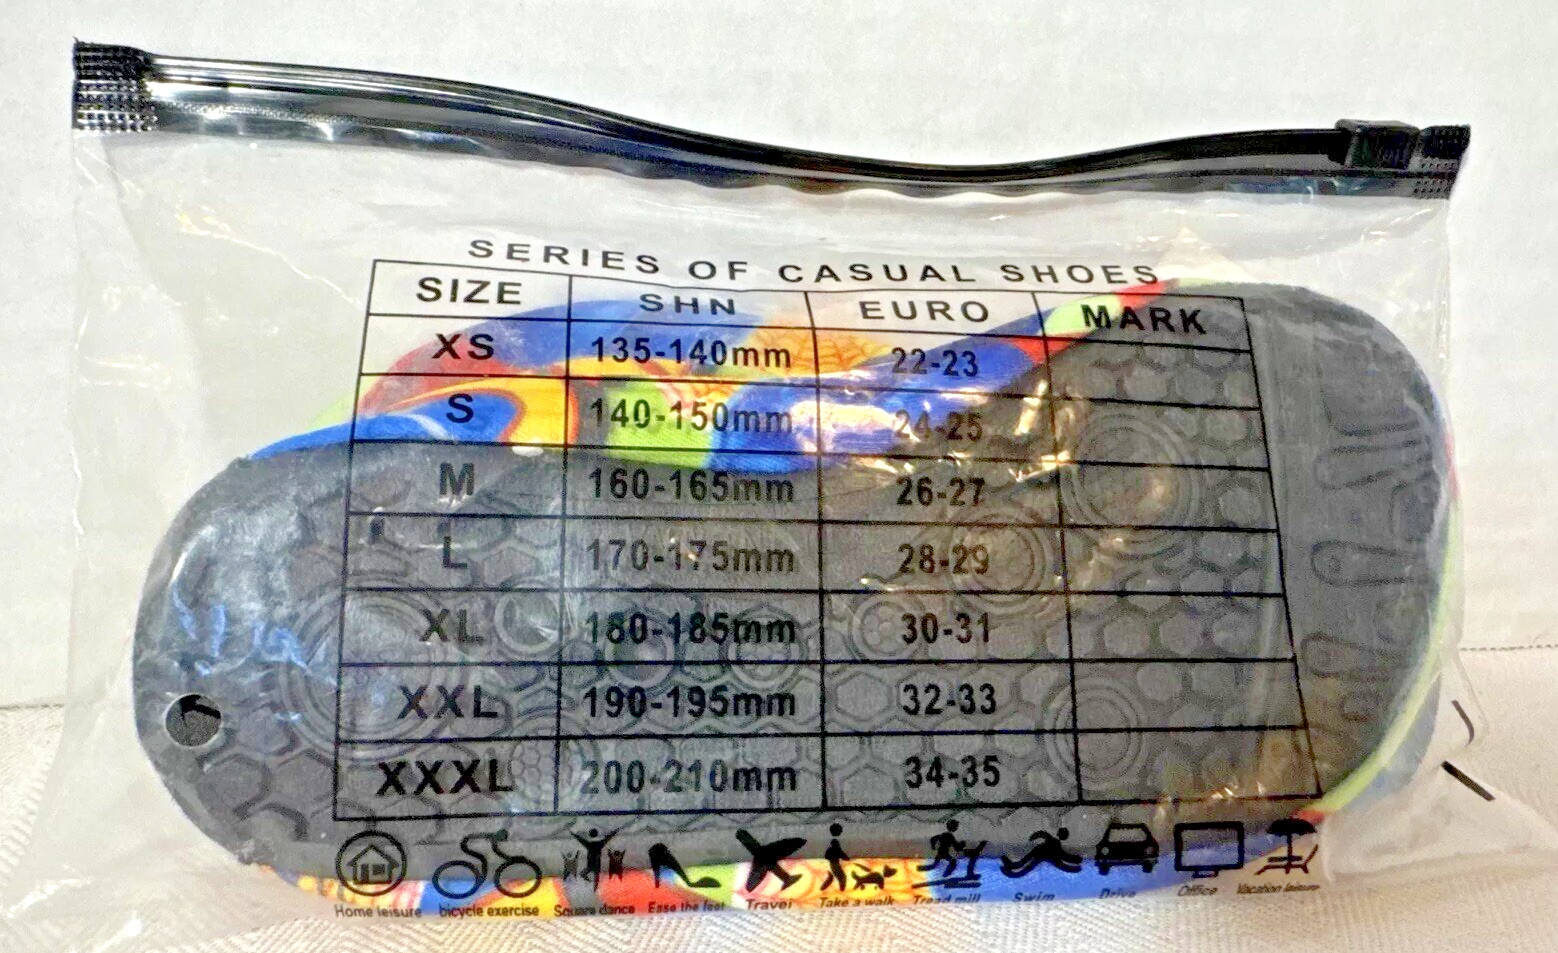 SERIES OF CASUAL SHOES
SIZE SHN EURO MARK
XS 135-140mm 22-23
S 140-150mm 24-25
M 160-165mm 26-27
L 170-175mm 28-29
XL 180-185mm 30-31
XXL 190-195mm 32-33
XXXL 200-210mm 34-35
Home leisure bicycle exercise Square dance Ease the feet Travel Take a walk Tread mill Swim Drive Office Vacation leisure